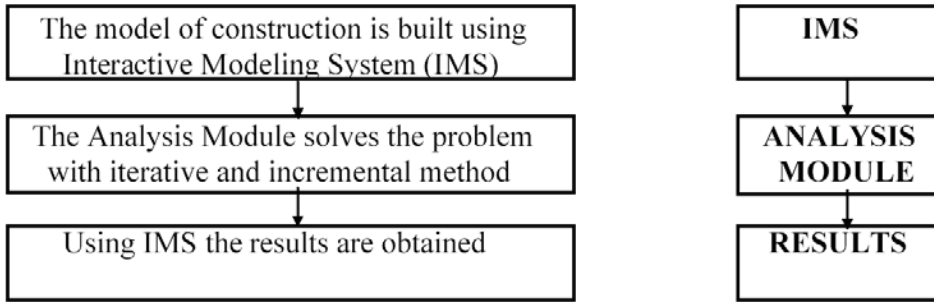 The model of construction is built using
Interactive Modeling System (IMS)
The Analysis Module solves the problem
with iterative and incremental method
Using IMS the results are obtained
IMS
ANALYSIS
MODULE
RESULTS